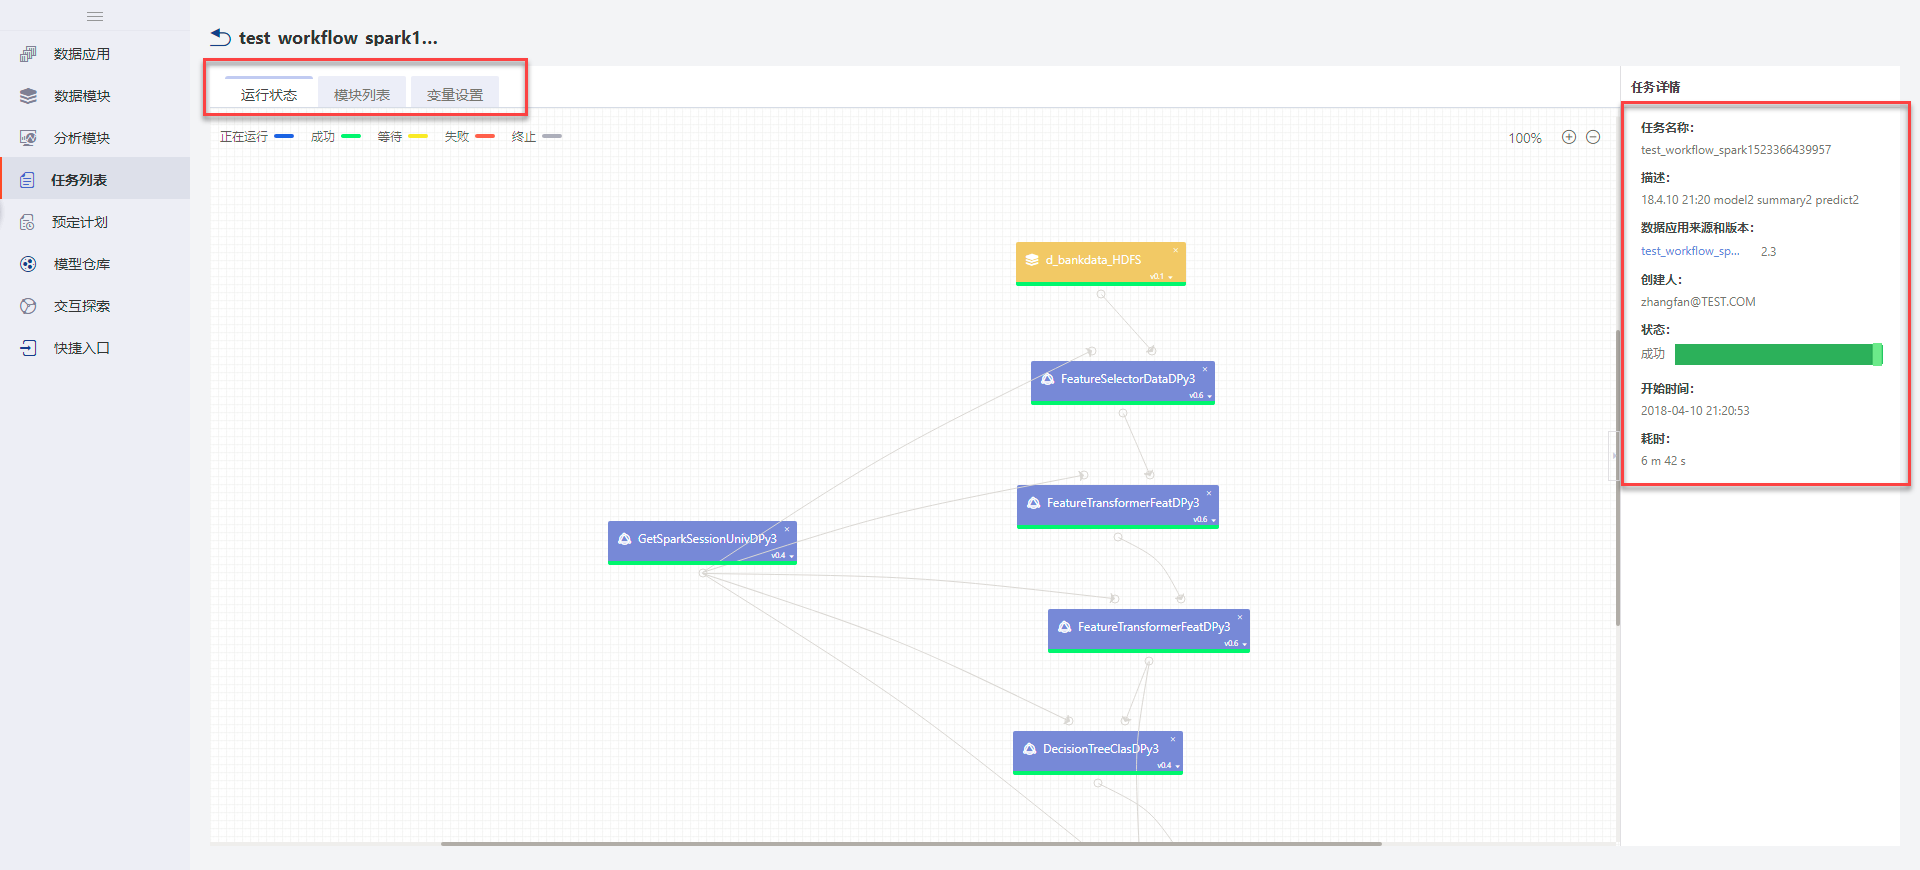 数据应用
数据模块
分析模块
任务列表
预定计划
模型仓库
交互探索
快捷入口
test workflow spark1...
运行状态
模块列表
变量设置
正在运行
成功
等待
失败
终止
100%
d_bankdata_HDFS
v0.1
FeatureSelectorDataDPy3
v0.6
FeatureTransformerFeatDPy3
v0.6
GetSparkSessionUnivDPy3
v0.4
FeatureTransformerFeatDPy3
v0.6
DecisionTreeClasDPy3
v0.4
任务详情
任务名称：
test_workflow_spark1523366439957
描述：
18.4.10 21:20 model2 summary2 predict2
数据应用来源和版本：
test_workflow_sp... 2.3
创建人：
zhangfan@TEST.COM
状态：
成功
开始时间：
2018-04-10 21:20:53
耗时：
6 m 42 s